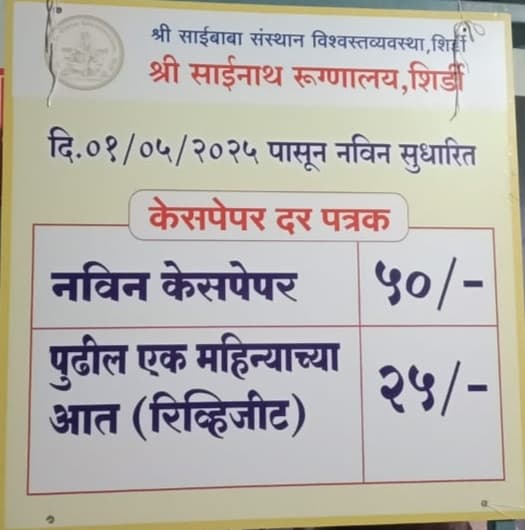 श्री साईबाबा संस्थान विश्वस्तव्यवस्था,शिर्डी
श्री साईनाथ रूग्णालय,शिर्डी
दि.०१/०५/२०२५ पासून नविन सुधारित
केसपेपर दर पत्रक
नविन केसपेपर ५०/-
पुढील एक महिन्याच्या
आत (रिव्हिजीट) २५/-